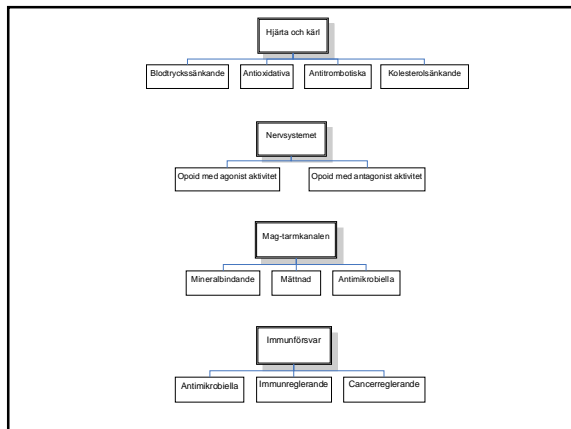 Hjärta och kärl
Blodtryckssänkande Antioxidativa Antitrombotiska Kolesterolsänkande
Nervsystemet
Opoid med agonist aktivitet Opoid med antagonist aktivitet
Mag-tarmkanalen
Mineralbindande Mättnad Antimikrobiella
Immunförsvar
Antimikrobiella Immunreglerande Cancerreglerande